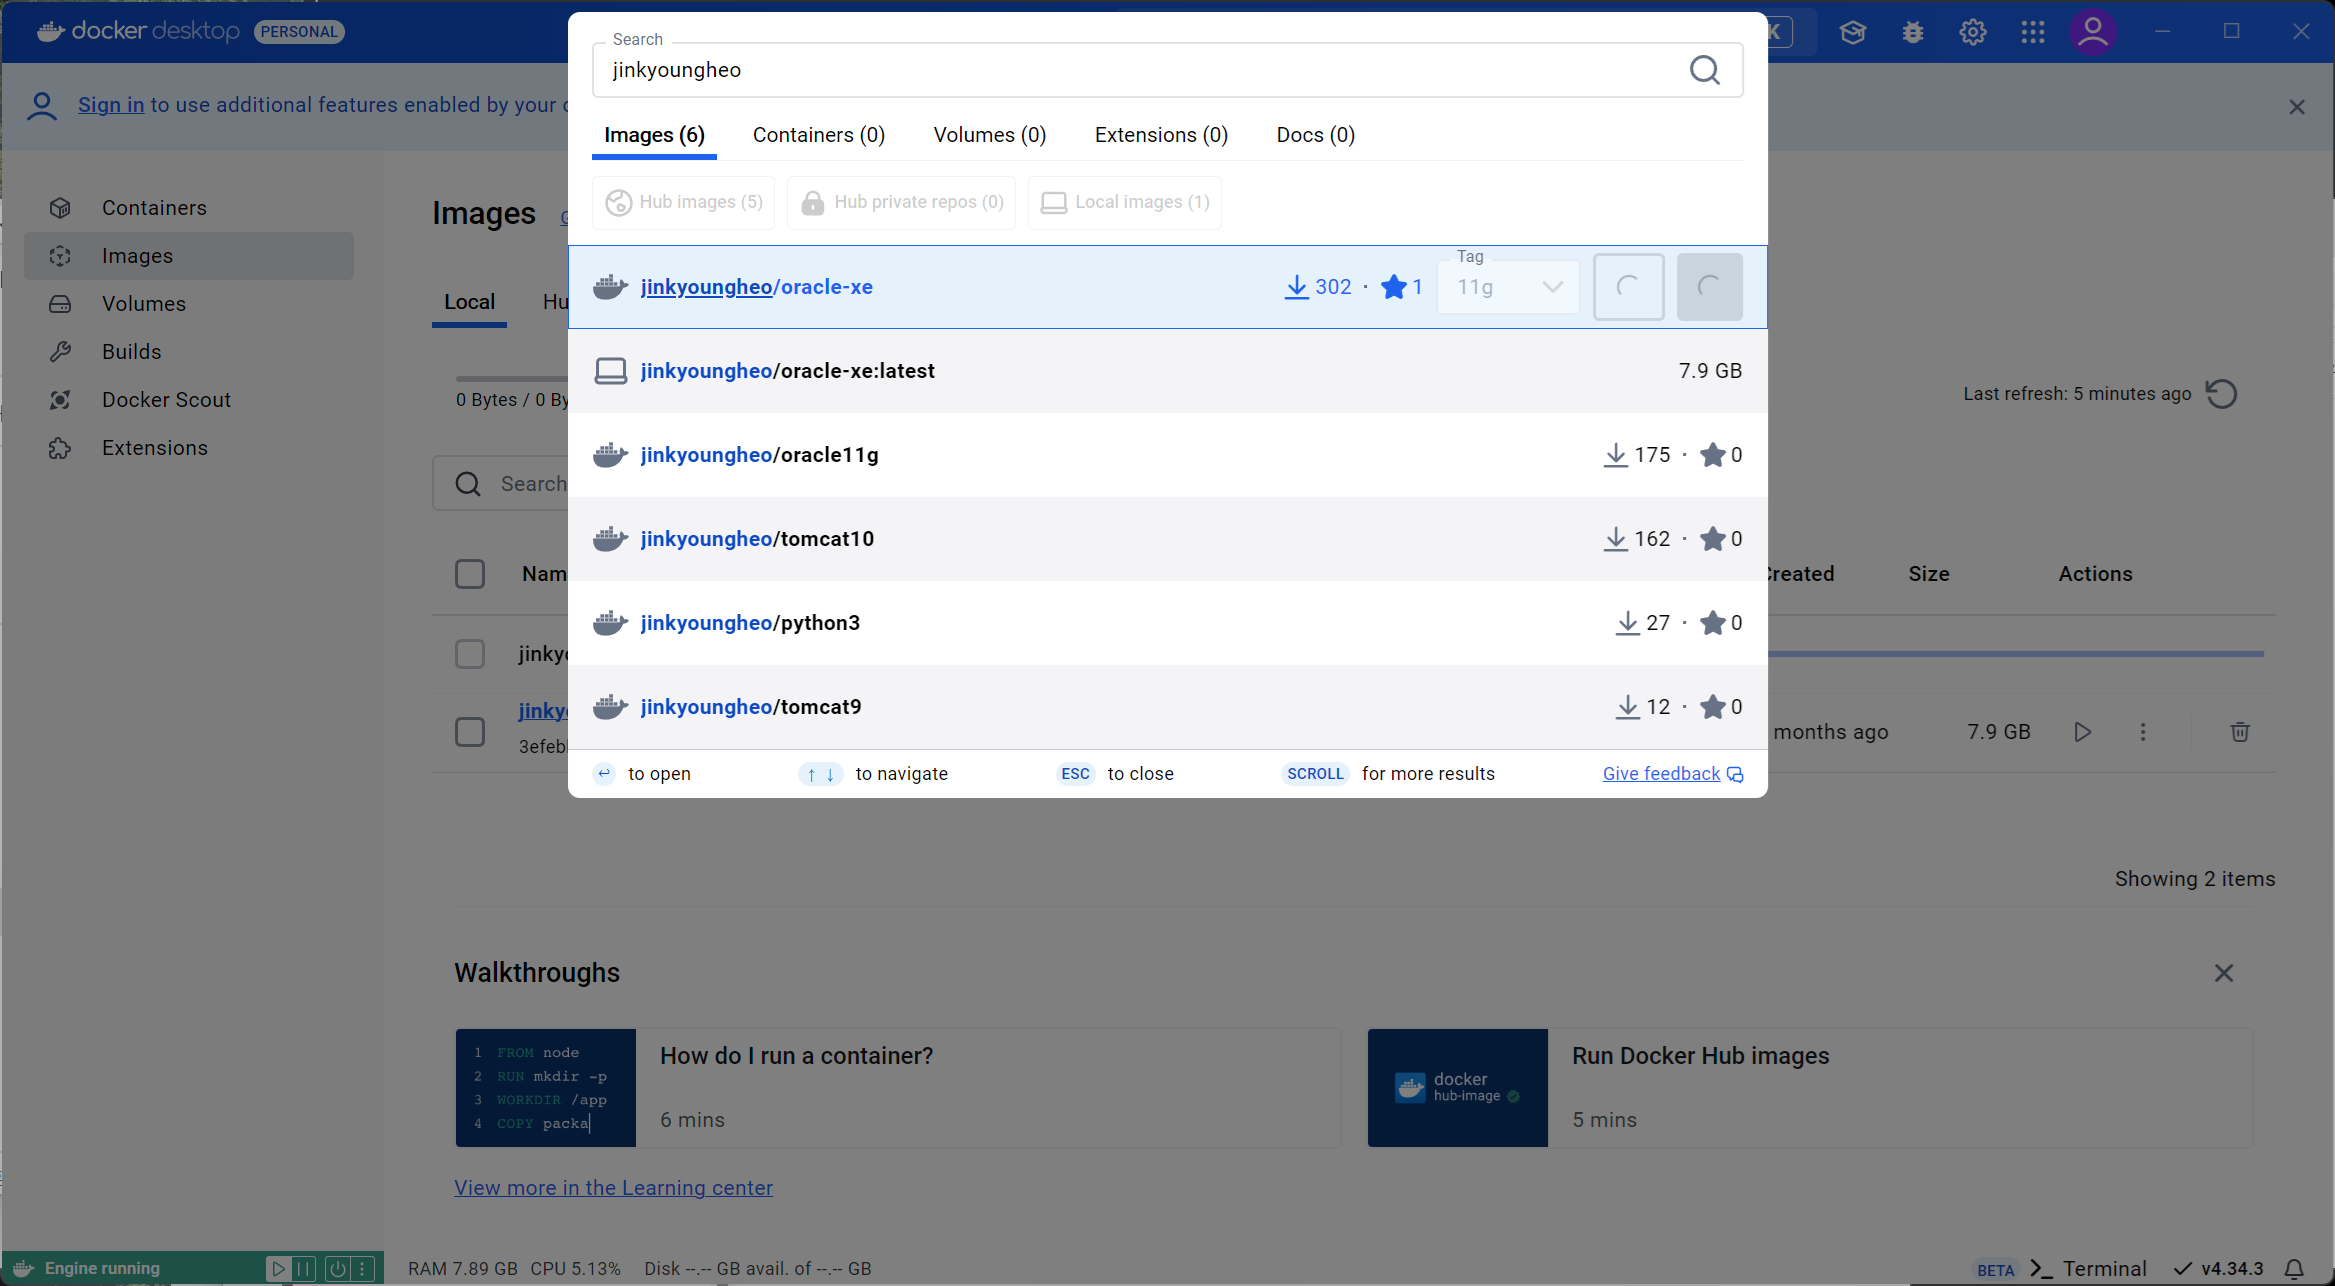 docker desktop PERSONAL
K
Sign in to use additional features enabled by your
Search
jinkyoungheo
Images (6) Containers (0) Volumes (0) Extensions (0) Docs (0)
Hub images (5) Hub private repos (0) Local images (1)
jinkyoungheo/oracle-xe 302 · 1 Tag 11g
jinkyoungheo/oracle-xe:latest 7.9 GB
jinkyoungheo/oracle11g 175 · 0
jinkyoungheo/tomcat10 162 · 0
jinkyoungheo/python3 27 · 0
jinkyoungheo/tomcat9 12 · 0
↩ to open ↑ ↓ to navigate ESC to close SCROLL for more results Give feedback
Containers
Images
Volumes
Builds
Docker Scout
Extensions
Images
Local Hu
0 Bytes / 0 By
Last refresh: 5 minutes ago
Search
Nam Created Size Actions
jinky
jinky
3efeb
months ago 7.9 GB
Showing 2 items
Walkthroughs
1 FROM node
2 RUN mkdir -p
3 WORKDIR /app
4 COPY packa
How do I run a container?
6 mins
docker
hub-image
Run Docker Hub images
5 mins
View more in the Learning center
Engine running RAM 7.89 GB CPU 5.13% Disk --.-- GB avail. of --.-- GB BETA Terminal v4.34.3